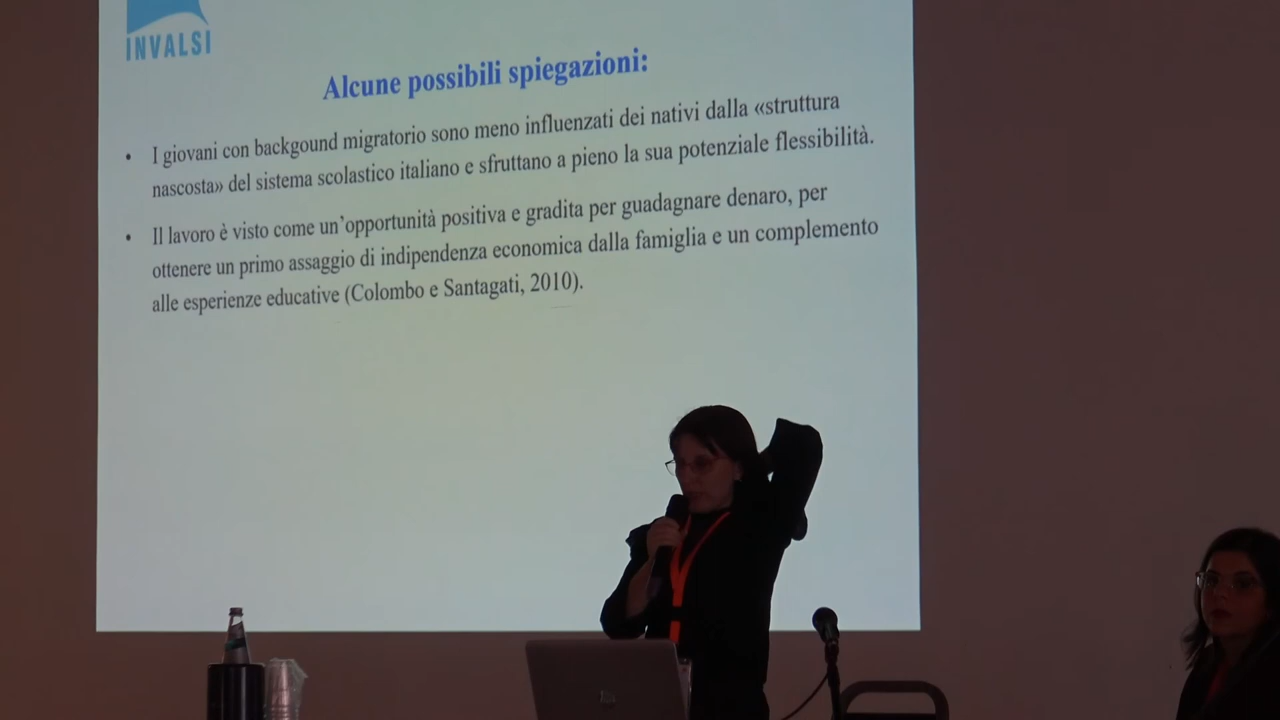 INVALSI
Alcune possibili spiegazioni:
• I giovani con backgound migratorio sono meno influenzati dei nativi dalla «struttura
nascosta» del sistema scolastico italiano e sfruttano a pieno la sua potenziale flessibilità.
• Il lavoro è visto come un'opportunità positiva e gradita per guadagnare denaro, per
ottenere un primo assaggio di indipendenza economica dalla famiglia e un complemento
alle esperienze educative (Colombo e Santagati, 2010).